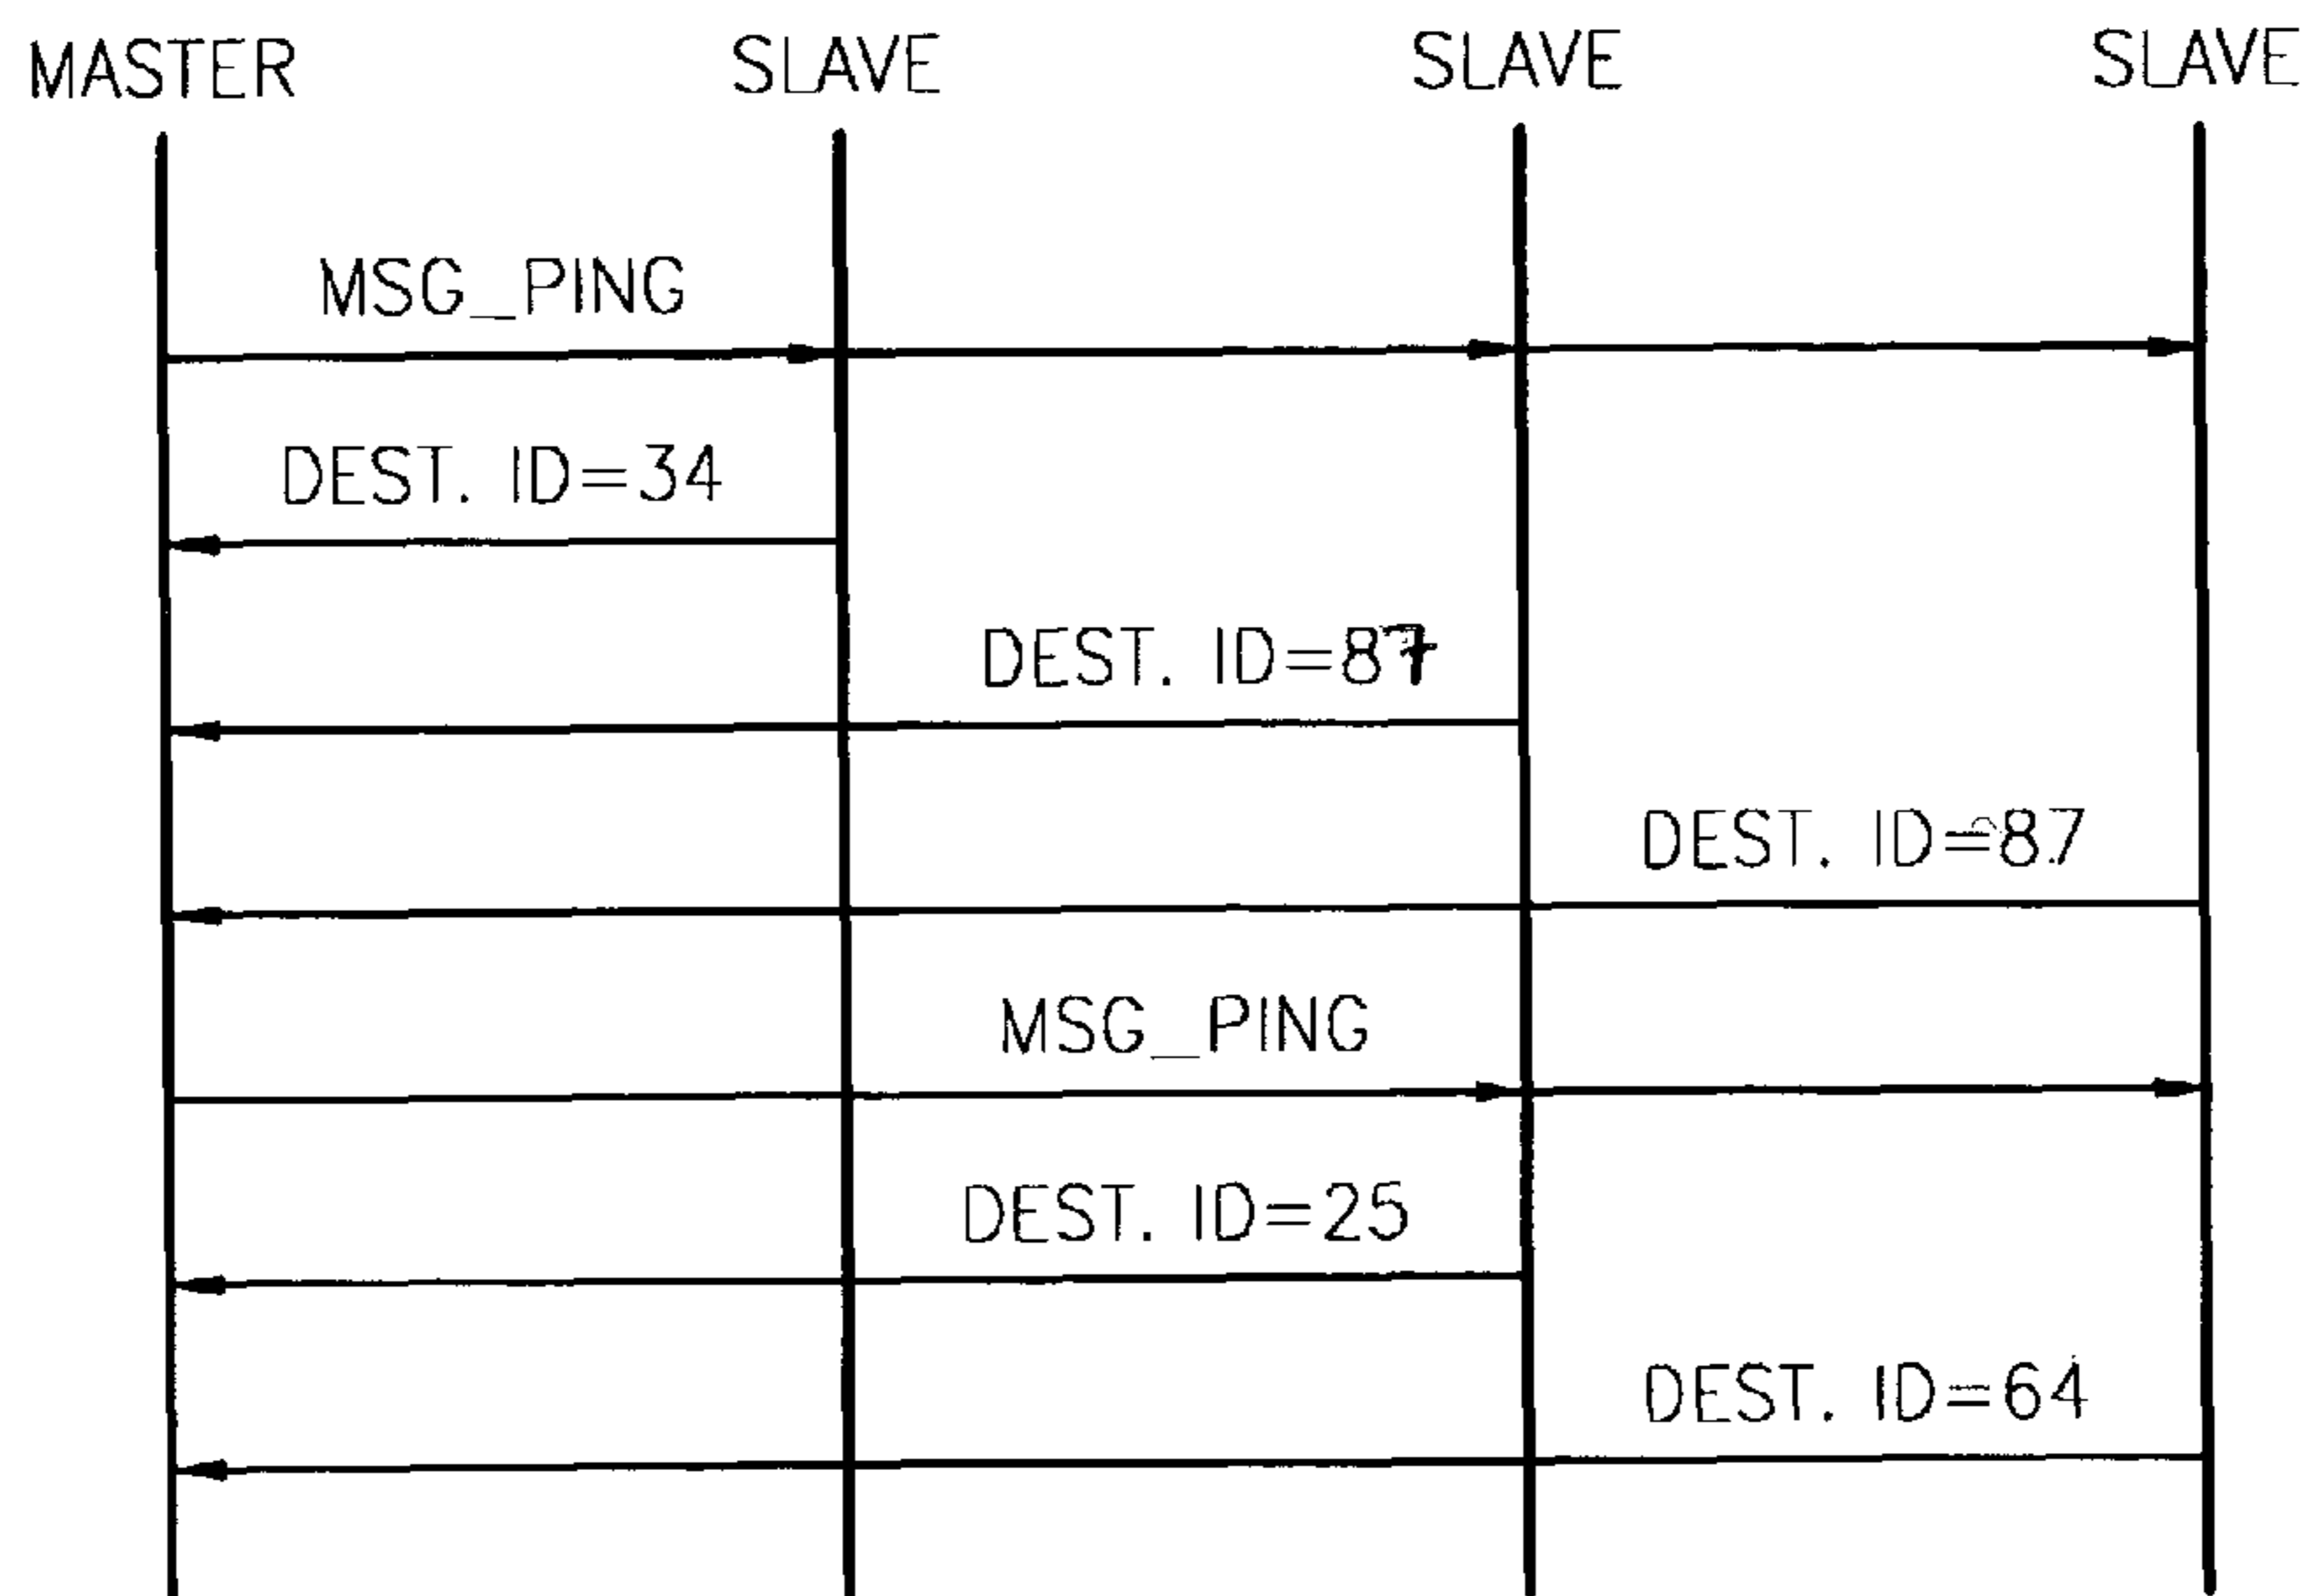 MASTER SLAVE SLAVE SLAVE
MSG_PING
DEST. ID=34
DEST. ID=87
DEST. ID=87
MSG_PING
DEST. ID=25
DEST. ID=64